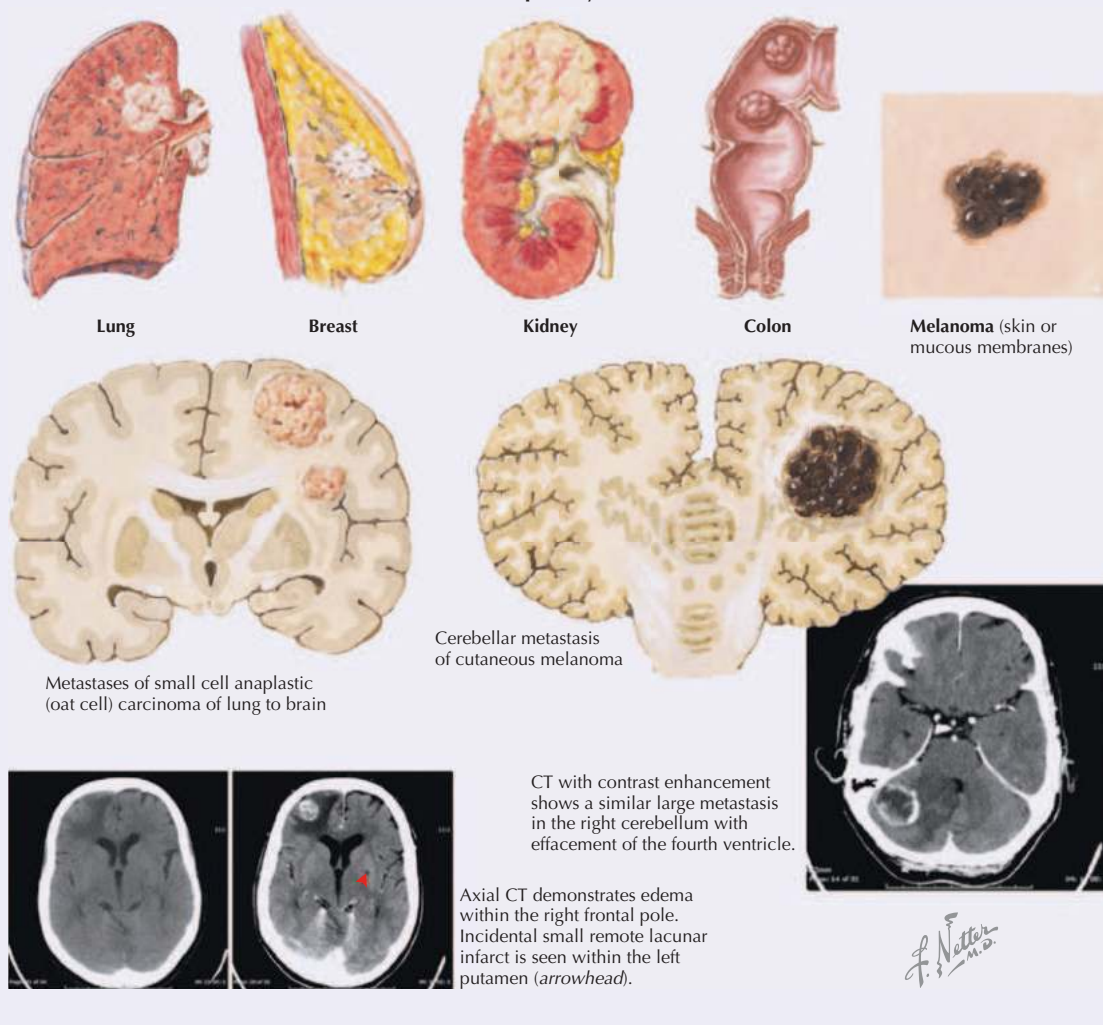 Lung
Breast
Kidney
Colon
Melanoma (skin or
mucous membranes)
Metastases of small cell anaplastic
(oat cell) carcinoma of lung to brain
Cerebellar metastasis
of cutaneous melanoma
CT with contrast enhancement
shows a similar large metastasis
in the right cerebellum with
effacement of the fourth ventricle.
Axial CT demonstrates edema
within the right frontal pole.
Incidental small remote lacunar
infarct is seen within the left
putamen (arrowhead).
F. Netter
M.D.